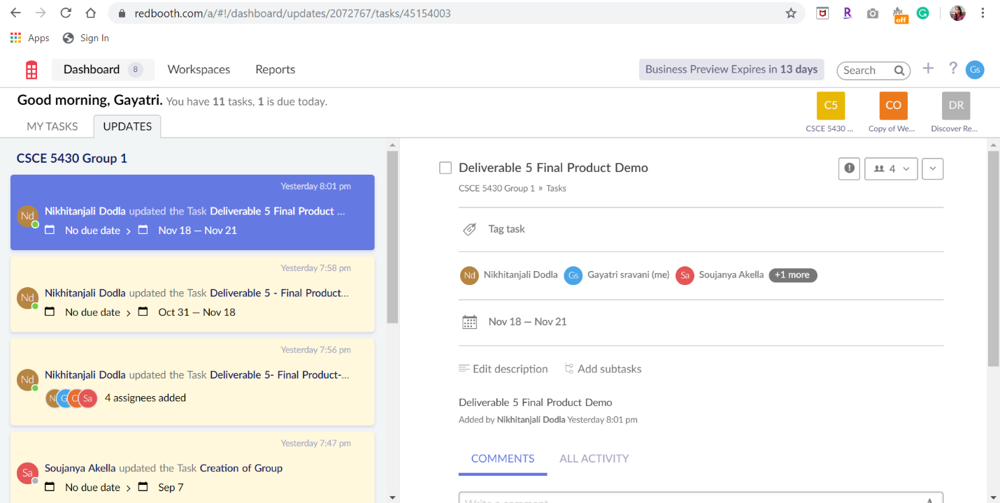 redbooth.com/a/#!/dashboard/updates/2072767/tasks/45154003
off
Apps Sign In
Dashboard 8 Workspaces Reports Business Preview Expires in 13 days Search + ? Gs
Good morning, Gayatri. You have 11 tasks, 1 is due today.
C5 CO DR
CSCE 5430 ... Copy of We... Discover Re...
MY TASKS UPDATES
CSCE 5430 Group 1
Yesterday 8:01 pm
Nd
Nikhitanjali Dodla updated the Task Deliverable 5 Final Product ...
No due date > Nov 18 — Nov 21
Yesterday 7:58 pm
Nd
Nikhitanjali Dodla updated the Task Deliverable 5 - Final Product...
No due date > Oct 31 — Nov 18
Yesterday 7:56 pm
Nd
Nikhitanjali Dodla updated the Task Deliverable 5- Final Product-...
Sa 4 assignees added
Yesterday 7:47 pm
Sa
Soujanya Akella updated the Task Creation of Group
No due date > Sep 7
Deliverable 5 Final Product Demo
4
CSCE 5430 Group 1 » Tasks
Tag task
Nd Nikhitanjali Dodla Gs Gayatri sravani (me) Sa Soujanya Akella +1 more
Nov 18 — Nov 21
Edit description Add subtasks
Deliverable 5 Final Product Demo
Added by Nikhitanjali Dodla Yesterday 8:01 pm
COMMENTS ALL ACTIVITY
Write a comment